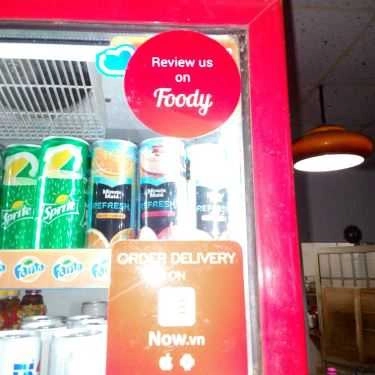 Review us
on
Foody
Sprite
Sprite
Minute
Maid
REFRESH
Minute
Maid
REFRESH
REFRESH
Fanta
Fanta
Fanta
ORDER DELIVERY
ON
Now.vn